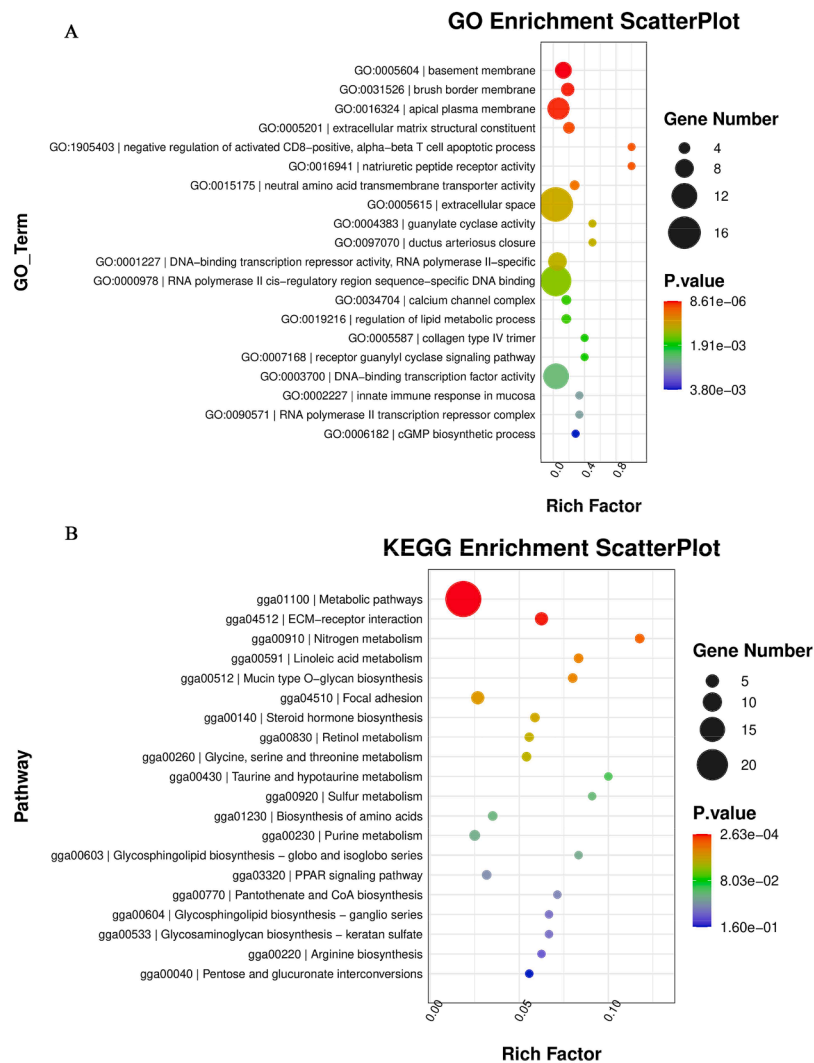 A
GO Enrichment ScatterPlot
GO:0005604 | basement membrane
GO:0031526 | brush border membrane
GO:0016324 | apical plasma membrane
GO:0005201 | extracellular matrix structural constituent
GO:1905403 | negative regulation of activated CD8−positive, alpha−beta T cell apoptotic process
GO:0016941 | natriuretic peptide receptor activity
GO:0015175 | neutral amino acid transmembrane transporter activity
GO:0005615 | extracellular space
GO:0004383 | guanylate cyclase activity
GO:0097070 | ductus arteriosus closure
GO:0001227 | DNA−binding transcription repressor activity, RNA polymerase II−specific
GO:0000978 | RNA polymerase II cis−regulatory region sequence−specific DNA binding
GO:0034704 | calcium channel complex
GO:0019216 | regulation of lipid metabolic process
GO:0005587 | collagen type IV trimer
GO:0007168 | receptor guanylyl cyclase signaling pathway
GO:0003700 | DNA−binding transcription factor activity
GO:0002227 | innate immune response in mucosa
GO:0090571 | RNA polymerase II transcription repressor complex
GO:0006182 | cGMP biosynthetic process
GO_Term
0.0
0.4
0.8
Rich Factor
Gene Number
4
8
12
16
P.value
8.61e−06
1.91e−03
3.80e−03
B
KEGG Enrichment ScatterPlot
gga01100 | Metabolic pathways
gga04512 | ECM−receptor interaction
gga00910 | Nitrogen metabolism
gga00591 | Linoleic acid metabolism
gga00512 | Mucin type O−glycan biosynthesis
gga04510 | Focal adhesion
gga00140 | Steroid hormone biosynthesis
gga00830 | Retinol metabolism
gga00260 | Glycine, serine and threonine metabolism
gga00430 | Taurine and hypotaurine metabolism
gga00920 | Sulfur metabolism
gga01230 | Biosynthesis of amino acids
gga00230 | Purine metabolism
gga00603 | Glycosphingolipid biosynthesis − globo and isoglobo series
gga03320 | PPAR signaling pathway
gga00770 | Pantothenate and CoA biosynthesis
gga00604 | Glycosphingolipid biosynthesis − ganglio series
gga00533 | Glycosaminoglycan biosynthesis − keratan sulfate
gga00220 | Arginine biosynthesis
gga00040 | Pentose and glucuronate interconversions
Pathway
0.00
0.05
0.10
Rich Factor
Gene Number
5
10
15
20
P.value
2.63e−04
8.03e−02
1.60e−01